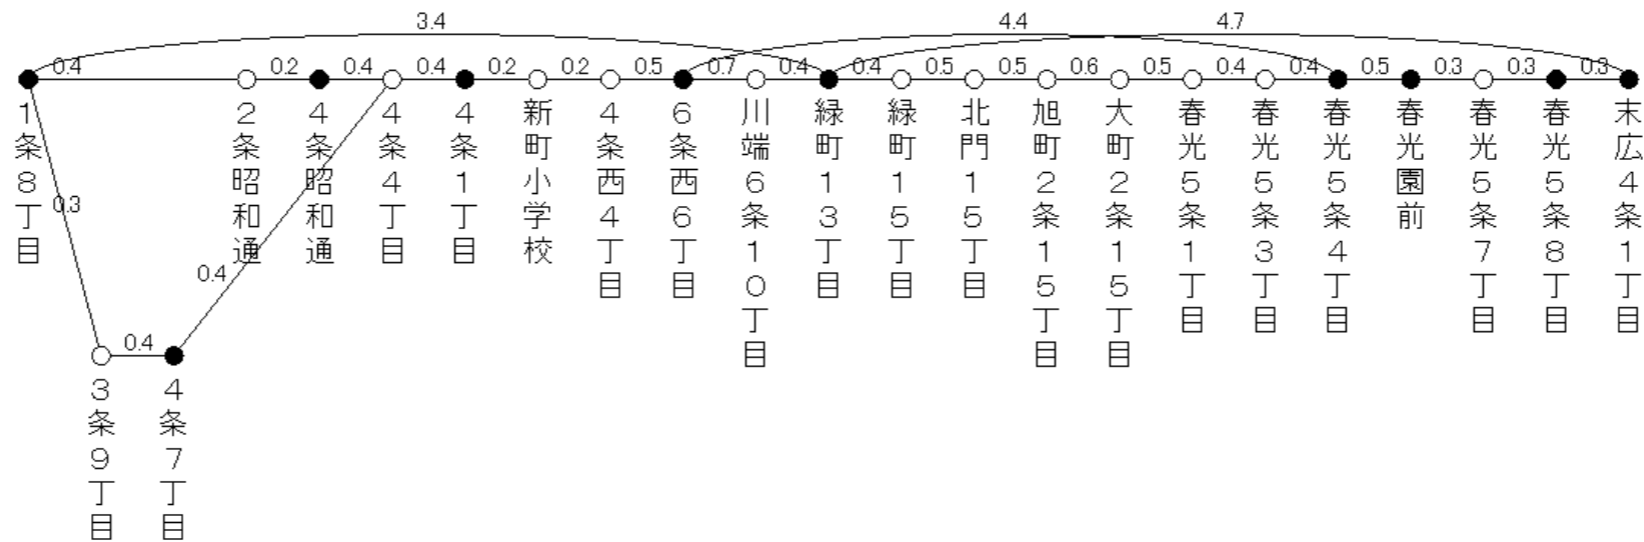 3.4
4.4
4.7
0.4
0.2
0.4
0.4
0.2
0.2
0.5
0.7
0.4
0.4
0.5
0.5
0.6
0.5
0.4
0.4
0.5
0.3
0.3
0.3
1条8丁目
2条昭和通
4条昭和通
4条4丁目
4条1丁目
新町小学校
4条西4丁目
6条西6丁目
川端6条10丁目
緑町13丁目
緑町15丁目
北門15丁目
旭町2条15丁目
大町2条15丁目
春光5条1丁目
春光5条3丁目
春光5条4丁目
春光園前
春光5条7丁目
春光5条8丁目
末広4条1丁目
0.3
0.4
0.4
3条9丁目
4条7丁目